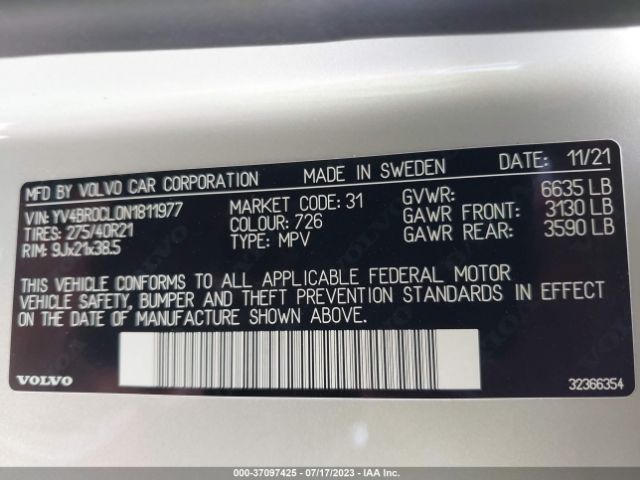 MFD BY VOLVO CAR CORPORATION MADE IN SWEDEN DATE: 11/21
VIN: YV4BR0CL0N1811977 MARKET CODE: 31 GVWR: 6635 LB
TIRES: 275/40R21 COLOUR: 726 GAWR FRONT: 3130 LB
RIM: 9Jx21x38.5 TYPE: MPV GAWR REAR: 3590 LB
THIS VEHICLE CONFORMS TO ALL APPLICABLE FEDERAL MOTOR
VEHICLE SAFETY, BUMPER AND THEFT PREVENTION STANDARDS IN EFFECT
ON THE DATE OF MANUFACTURE SHOWN ABOVE.
VOLVO 32366354
000-37097425 - 07/17/2023 - IAA Inc.